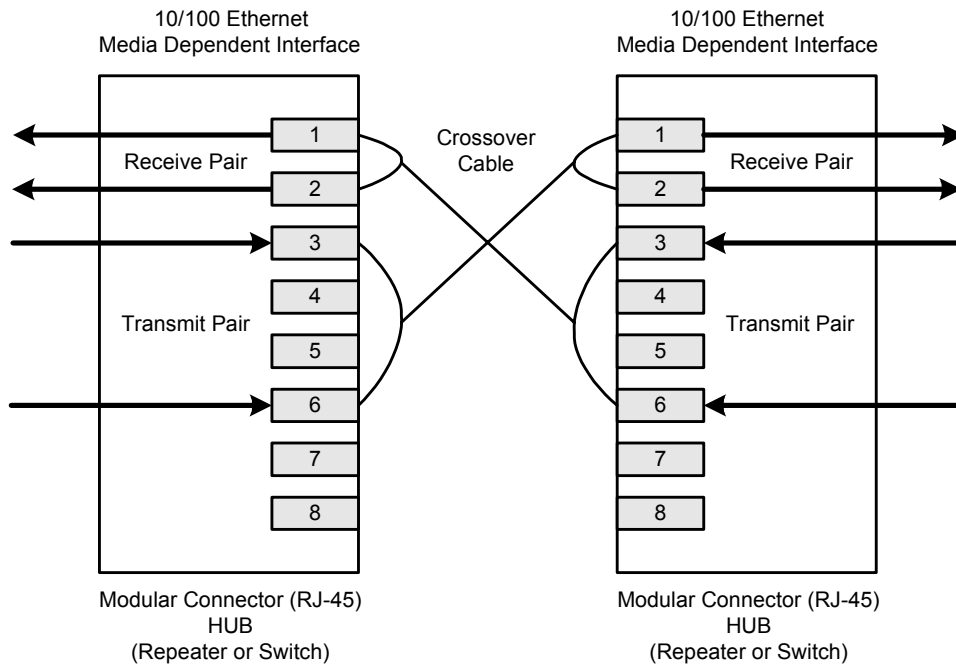 10/100 Ethernet
Media Dependent Interface
10/100 Ethernet
Media Dependent Interface
1
Receive Pair
2
3
4
Transmit Pair
5
6
7
8
Crossover
Cable
1
Receive Pair
2
3
4
Transmit Pair
5
6
7
8
Modular Connector (RJ-45)
HUB
(Repeater or Switch)
Modular Connector (RJ-45)
HUB
(Repeater or Switch)